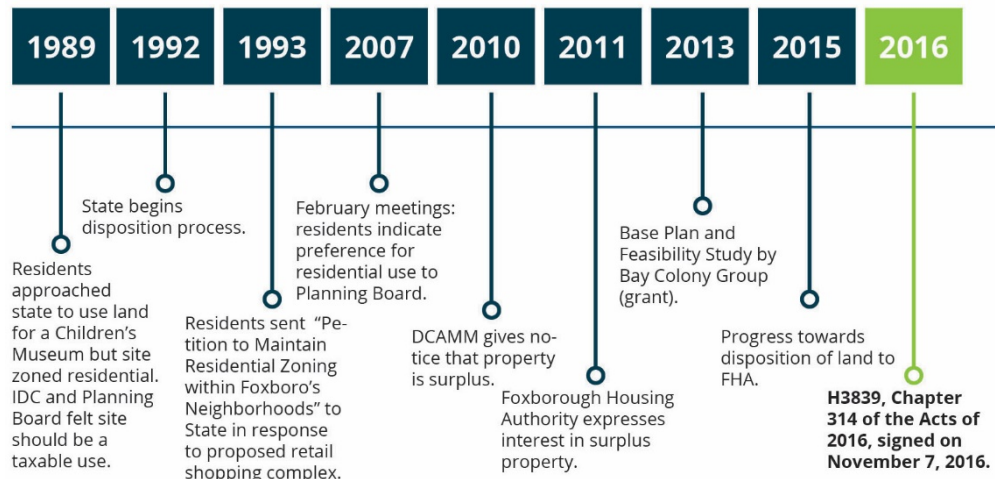 1989
1992
1993
2007
2010
2011
2013
2015
2016
Residents
approached
state to use land
for a Children’s
Museum but site
zoned residential.
IDC and Planning
Board felt site
should be a
taxable use.
State begins
disposition process.
Residents sent “Pe-
tition to Maintain
Residential Zoning
within Foxboro’s
Neighborhoods” to
State in response
to proposed retail
shopping complex.
February meetings:
residents indicate
preference for
residential use to
Planning Board.
DCAMM gives no-
tice that property
is surplus.
Foxborough Housing
Authority expresses
interest in surplus
property.
Base Plan and
Feasibility Study by
Bay Colony Group
(grant).
Progress towards
disposition of land to
FHA.
H3839, Chapter
314 of the Acts of
2016, signed on
November 7, 2016.